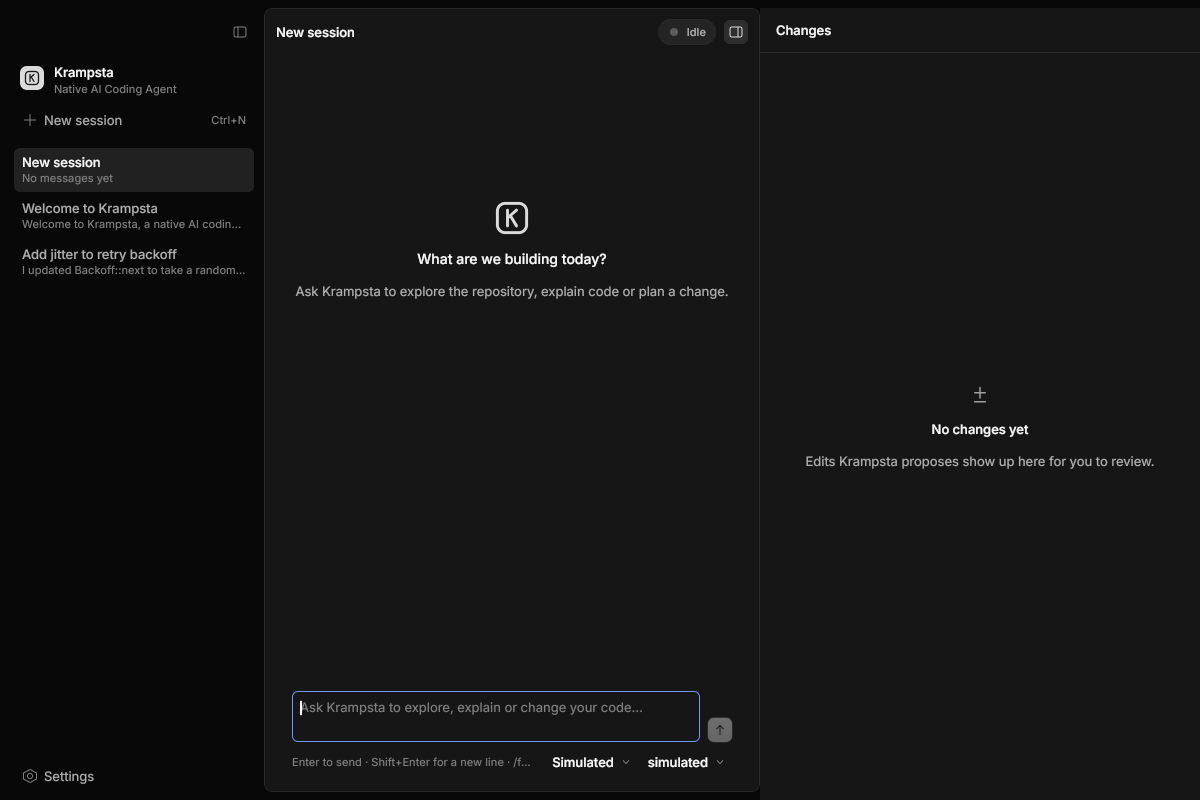 Krampsta
Native AI Coding Agent
New session
Ctrl+N
New session
No messages yet
Welcome to Krampsta
Welcome to Krampsta, a native AI codin...
Add jitter to retry backoff
I updated Backoff::next to take a random...
Settings
New session
Idle
K
What are we building today?
Ask Krampsta to explore the repository, explain code or plan a change.
Ask Krampsta to explore, explain or change your code...
Enter to send · Shift+Enter for a new line · /f...
Simulated
simulated
Changes
No changes yet
Edits Krampsta proposes show up here for you to review.